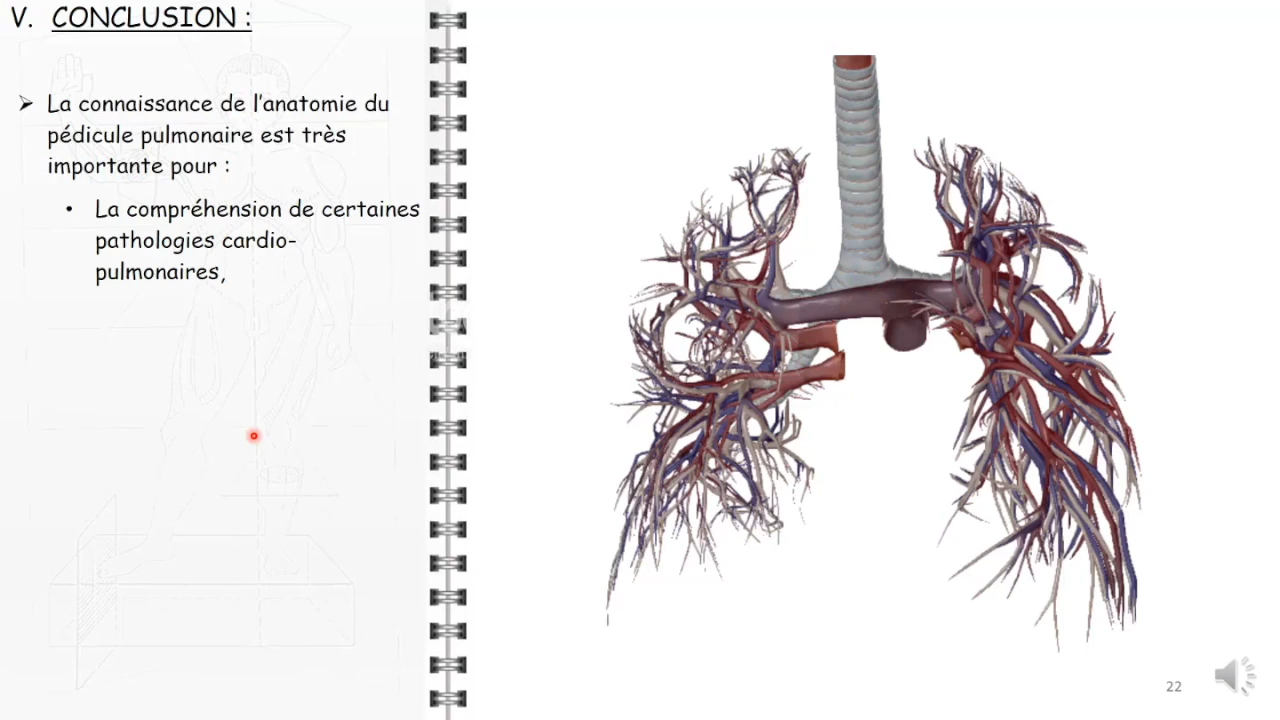 V. CONCLUSION :
➢ La connaissance de l'anatomie du
pédicule pulmonaire est très
importante pour :
• La compréhension de certaines
pathologies cardio-
pulmonaires,
22